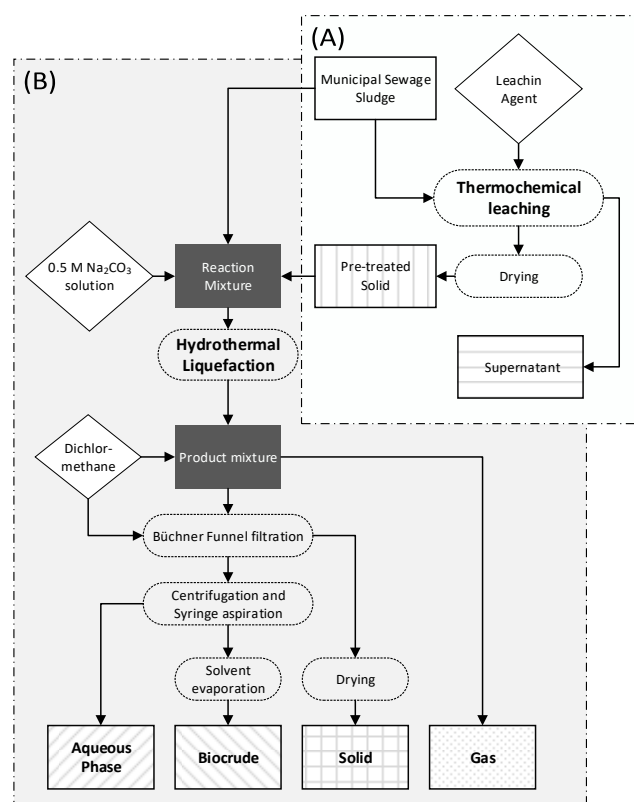 (A)
(B)
Municipal Sewage
Sludge
Leachin
Agent
Thermochemical
leaching
0.5 M Na₂CO₃
solution
Reaction
Mixture
Pre-treated
Solid
Drying
Hydrothermal
Liquefaction
Supernatant
Dichlor-
methane
Product mixture
Büchner Funnel filtration
Centrifugation and
Syringe aspiration
Solvent
evaporation
Drying
Aqueous
Phase
Biocrude
Solid
Gas